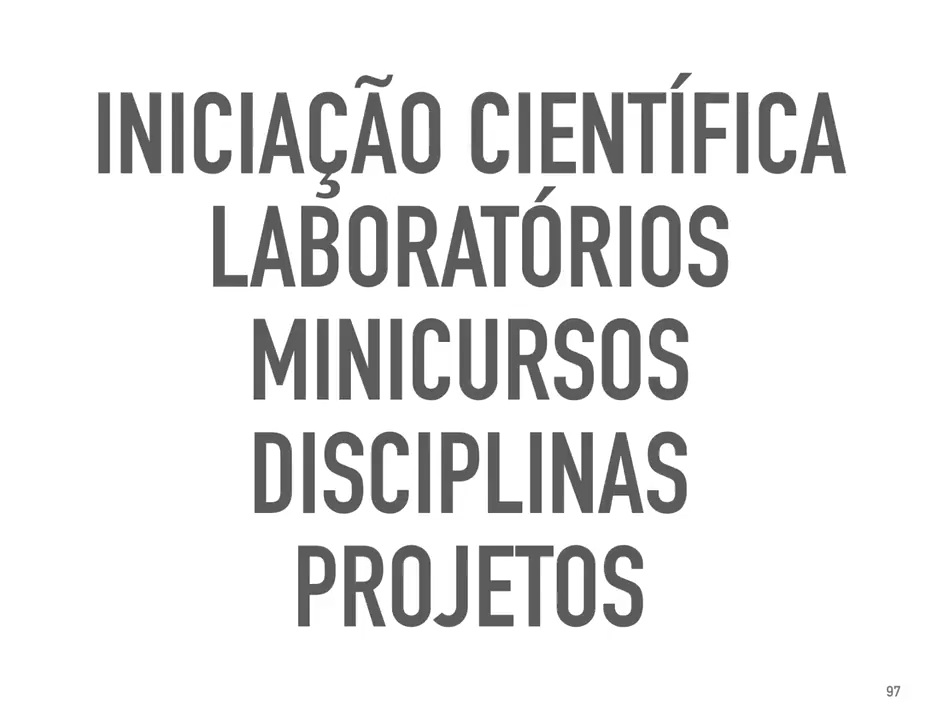 INICIAÇÃO CIENTÍFICA
LABORATÓRIOS
MINICURSOS
DISCIPLINAS
PROJETOS
97